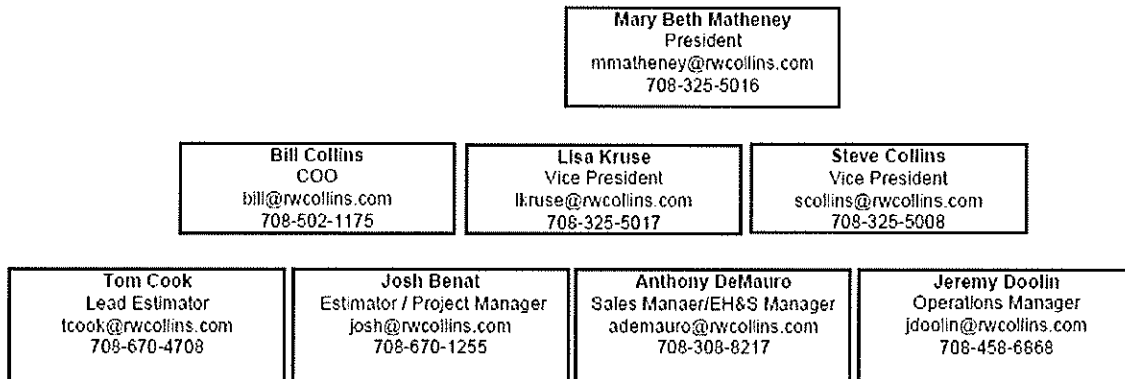 Mary Beth Matheney
President
mmatheney@rwcollins.com
708-325-5016
Bill Collins
COO
bill@rwcollins.com
708-502-1175
Lisa Kruse
Vice President
lkruse@rwcollins.com
708-325-5017
Steve Collins
Vice President
scollins@rwcollins.com
708-325-5008
Tom Cook
Lead Estimator
tcook@rwcollins.com
708-670-4708
Josh Benat
Estimator / Project Manager
josh@rwcollins.com
708-670-1255
Anthony DeMauro
Sales Manaer/EH&S Manager
ademauro@rwcollins.com
708-308-8217
Jeremy Doolin
Operations Manager
jdoolin@rwcollins.com
708-458-6868